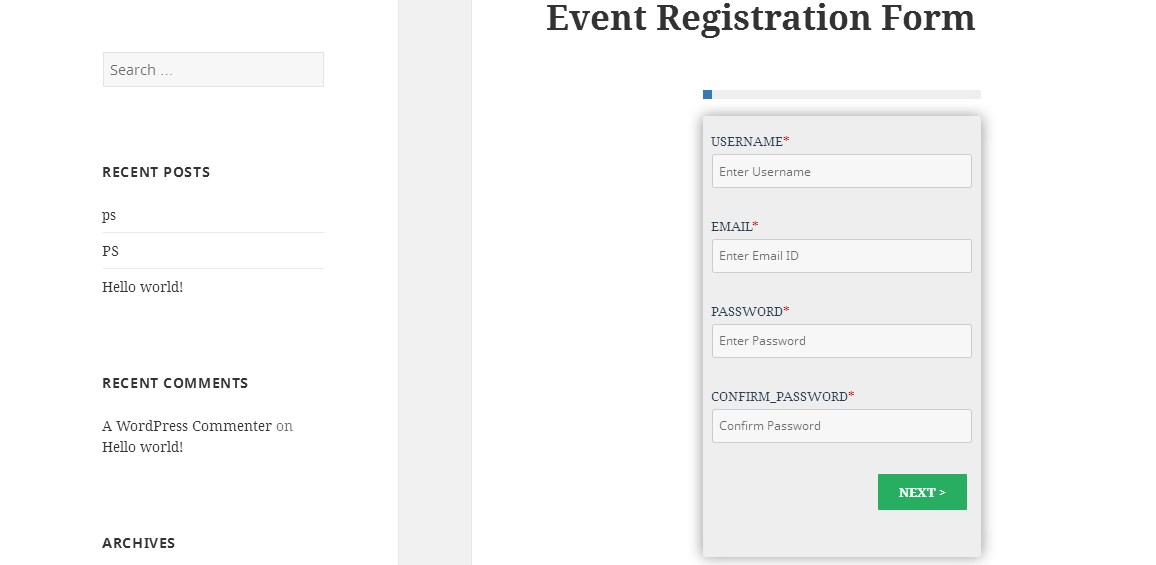 Search …
RECENT POSTS
ps
PS
Hello world!
RECENT COMMENTS
A WordPress Commenter on
Hello world!
ARCHIVES
Event Registration Form
USERNAME*
Enter Username
EMAIL*
Enter Email ID
PASSWORD*
Enter Password
CONFIRM_PASSWORD*
Confirm Password
NEXT >